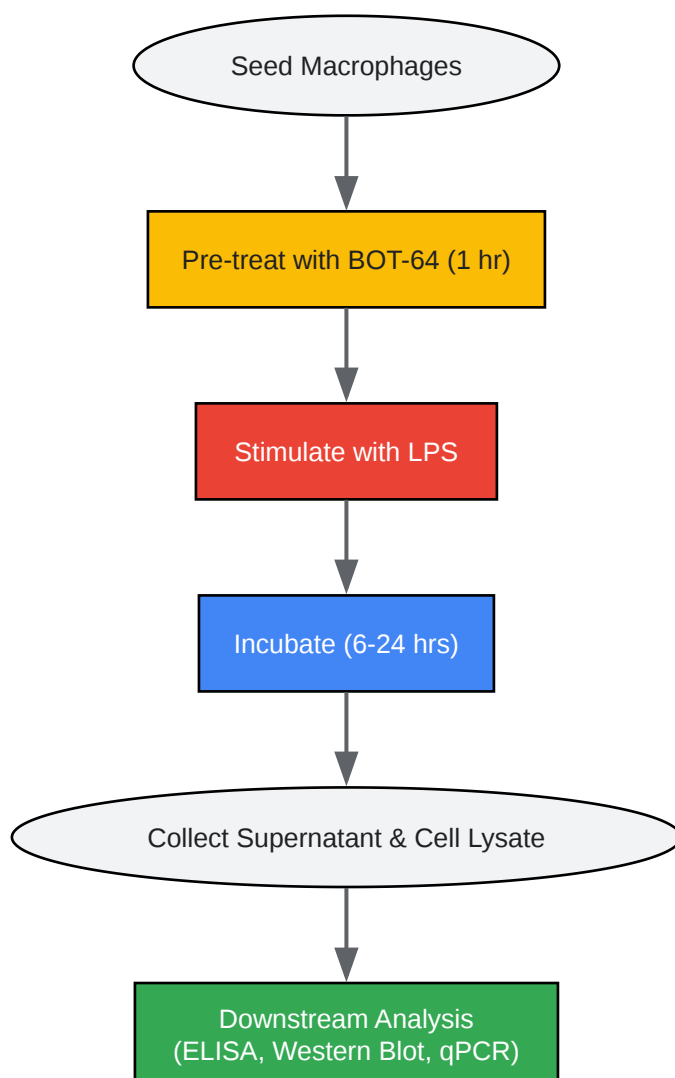 Seed Macrophages
Pre-treat with BOT-64 (1 hr)
Stimulate with LPS
Incubate (6-24 hrs)
Collect Supernatant & Cell Lysate
Downstream Analysis
(ELISA, Western Blot, qPCR)